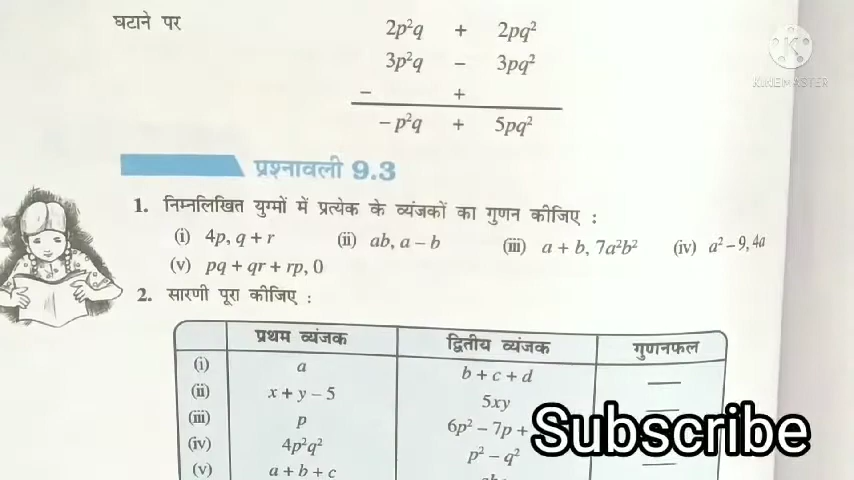 घटाने पर
2p²q + 2pq²
3p²q – 3pq²
– +
– p²q + 5pq²
KINEMASTER
प्रश्नावली 9.3
1. निम्नलिखित युग्मों में प्रत्येक के व्यंजकों का गुणन कीजिए :
(i) 4p, q + r (ii) ab, a – b (iii) a + b, 7a²b² (iv) a² – 9, 4a
(v) pq + qr + rp, 0
2. सारणी पूरा कीजिए :
प्रथम व्यंजक द्वितीय व्यंजक गुणनफल
(i) a b + c + d —
(ii) x + y – 5 5xy —
(iii) p 6p² – 7p +
(iv) 4p²q² p² – q² —
(v) a + b + c
Subscribe